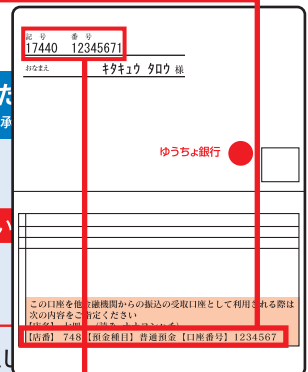 記 号 番 号
17440 12345671
おなまえ キタキュウ タロウ 様
ゆうちょ銀行
この口座を他金融機関からの振込の受取口座として利用される際は
次の内容をご指定ください
【店番】 748 【預金種目】 普通預金 【口座番号】 1234567